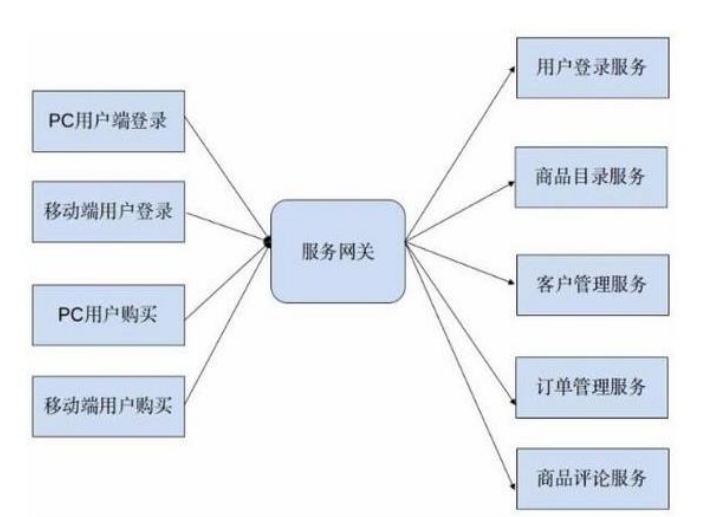 PC用户端登录
移动端用户登录
PC用户购买
移动端用户购买
服务网关
用户登录服务
商品目录服务
客户管理服务
订单管理服务
商品评论服务